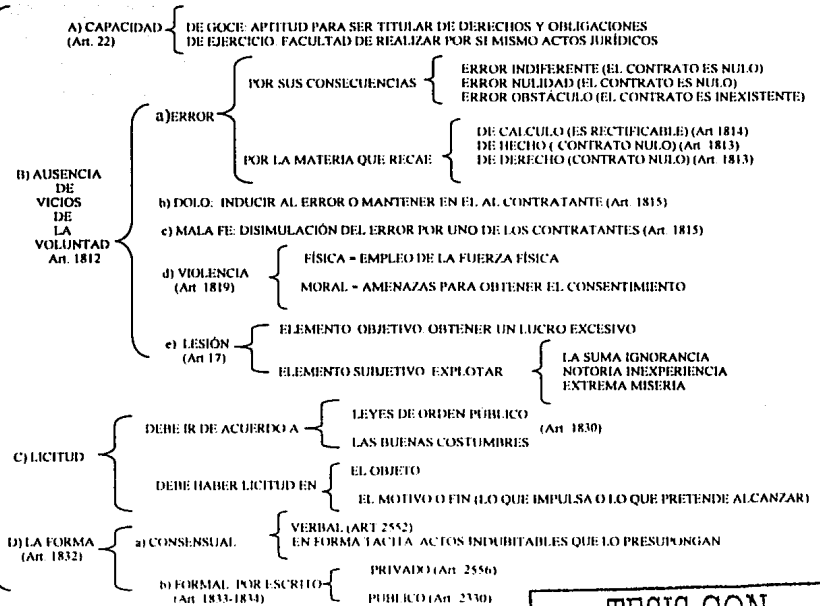 A) CAPACIDAD
(Art. 22)
DE GOCE: APTITUD PARA SER TITULAR DE DERECHOS Y OBLIGACIONES
DE EJERCICIO: FACULTAD DE REALIZAR POR SI MISMO ACTOS JURÍDICOS
B) AUSENCIA
DE
VICIOS
DE
LA
VOLUNTAD
Art. 1812
a)ERROR
POR SUS CONSECUENCIAS
ERROR INDIFERENTE (EL CONTRATO ES NULO)
ERROR NULIDAD (EL CONTRATO ES NULO)
ERROR OBSTÁCULO (EL CONTRATO ES INEXISTENTE)
POR LA MATERIA QUE RECAE
DE CALCULO (ES RECTIFICABLE) (Art 1814)
DE HECHO ( CONTRATO NULO) (Art. 1813)
DE DERECHO (CONTRATO NULO) (Art. 1813)
b) DOLO: INDUCIR AL ERROR O MANTENER EN EL AL CONTRATANTE (Art. 1815)
c) MALA FE: DISIMULACIÓN DEL ERROR POR UNO DE LOS CONTRATANTES (Art. 1815)
d) VIOLENCIA
(Art 1819)
FÍSICA = EMPLEO DE LA FUERZA FÍSICA
MORAL = AMENAZAS PARA OBTENER EL CONSENTIMIENTO
e) LESIÓN
(Art 17)
ELEMENTO OBJETIVO: OBTENER UN LUCRO EXCESIVO
ELEMENTO SUBJETIVO: EXPLOTAR
LA SUMA IGNORANCIA
NOTORIA INEXPERIENCIA
EXTREMA MISERIA
C) LICITUD
DEBE IR DE ACUERDO A
LEYES DE ORDEN PÚBLICO
LAS BUENAS COSTUMBRES
(Art. 1830)
DEBE HABER LICITUD EN
EL OBJETO
EL MOTIVO O FIN (LO QUE IMPULSA O LO QUE PRETENDE ALCANZAR)
D) LA FORMA
(Art. 1832)
a) CONSENSUAL
VERBAL (ART 2552)
EN FORMA TACITA: ACTOS INDUBITABLES QUE LO PRESUPONGAN
b) FORMAL: POR ESCRITO
(Art 1833-1834)
PRIVADO (Art. 2556)
PUBLICO (Art. 2330)
TESIS CON